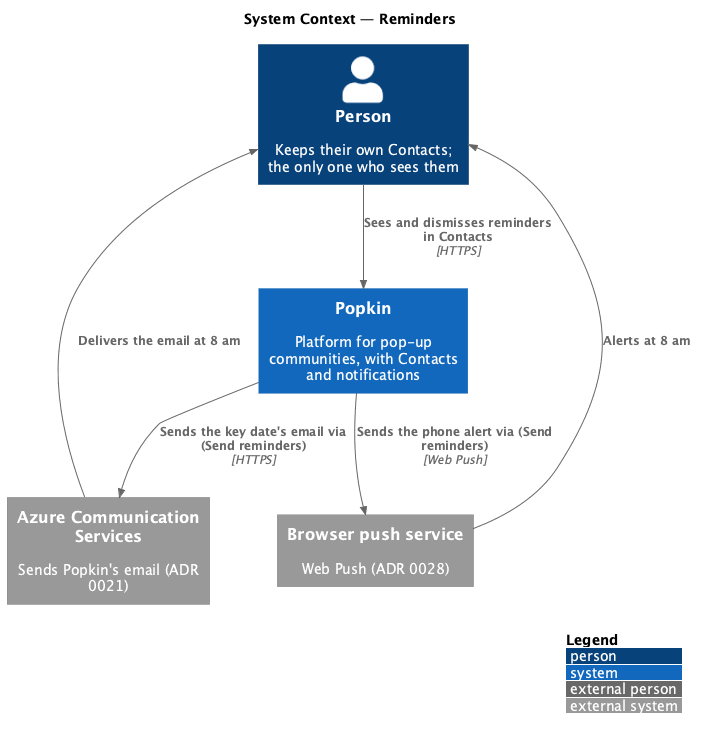 System Context — Reminders
Person
Keeps their own Contacts;
the only one who sees them
Sees and dismisses reminders
in Contacts
[HTTPS]
Popkin
Platform for pop-up
communities, with Contacts
and notifications
Delivers the email at 8 am
Alerts at 8 am
Sends the key date's email via
(Send reminders)
[HTTPS]
Sends the phone alert via (Send
reminders)
[Web Push]
Azure Communication
Services
Sends Popkin's email (ADR
0021)
Browser push service
Web Push (ADR 0028)
Legend
person
system
external person
external system